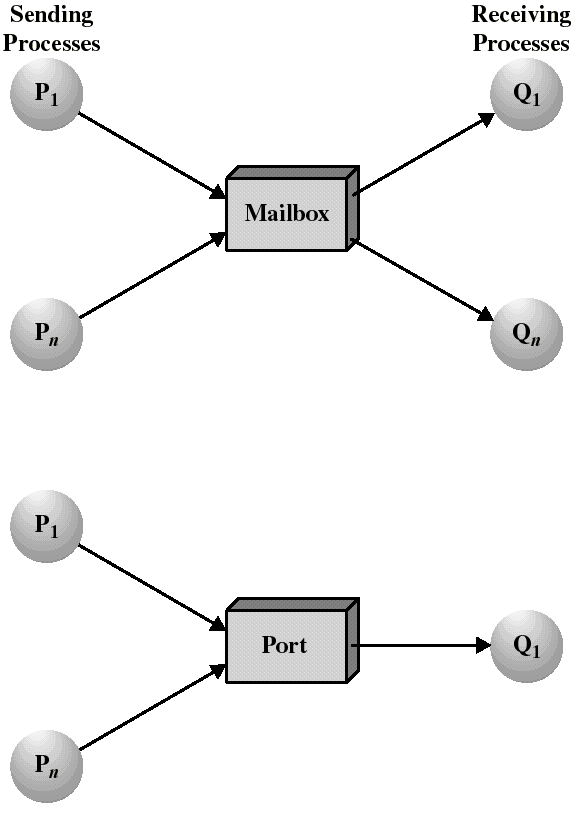 Sending
Processes
Receiving
Processes
P1
Q1
Mailbox
Pn
Qn
P1
Port
Q1
Pn